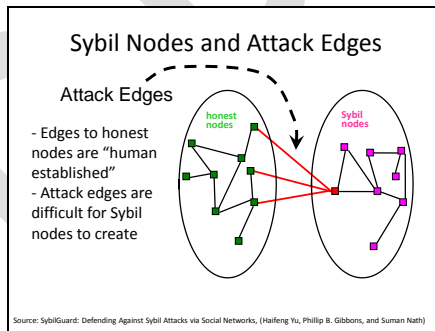 Sybil Nodes and Attack Edges
Attack Edges
- Edges to honest
nodes are “human
established”
- Attack edges are
difficult for Sybil
nodes to create
honest
nodes
Sybil
nodes
Source: SybilGuard: Defending Against Sybil Attacks via Social Networks, (Haifeng Yu, Phillip B. Gibbons, and Suman Nath)